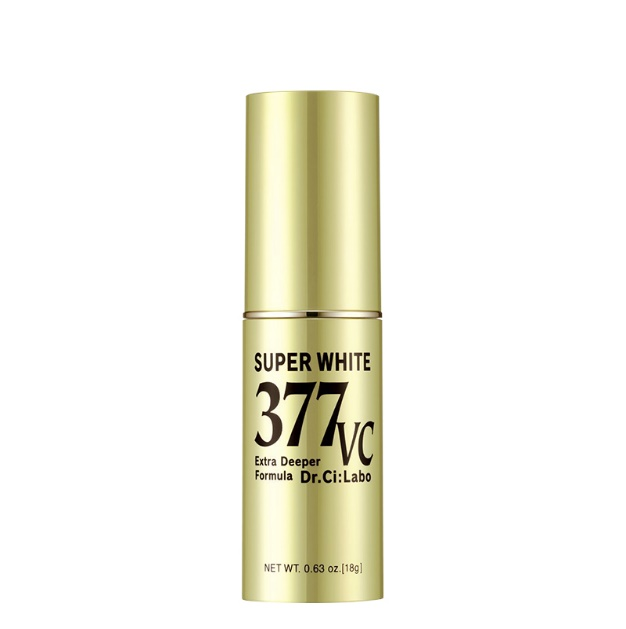 SUPER WHITE
377VC
Extra Deeper
Formula Dr.Ci:Labo
NET WT. 0.63 oz.[18g]